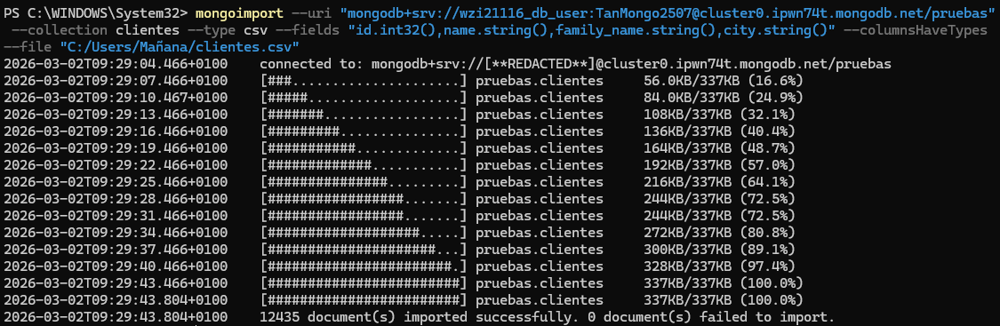 PS C:\WINDOWS\System32> mongoimport --uri "mongodb+srv://wzi21116_db_user:TanMongo2507@cluster0.ipwn74t.mongodb.net/pruebas"
--collection clientes --type csv --fields "id.int32(),name.string(),family_name.string(),city.string()" --columnsHaveTypes
--file "C:/Users/Mañana/clientes.csv"
2026-03-02T09:29:04.466+0100    connected to: mongodb+srv://[**REDACTED**]@cluster0.ipwn74t.mongodb.net/pruebas
2026-03-02T09:29:07.466+0100    [###.....................] pruebas.clientes     56.0KB/337KB (16.6%)
2026-03-02T09:29:10.467+0100    [#####...................] pruebas.clientes     84.0KB/337KB (24.9%)
2026-03-02T09:29:13.466+0100    [#######.................] pruebas.clientes     108KB/337KB (32.1%)
2026-03-02T09:29:16.466+0100    [#########...............] pruebas.clientes     136KB/337KB (40.4%)
2026-03-02T09:29:19.466+0100    [###########.............] pruebas.clientes     164KB/337KB (48.7%)
2026-03-02T09:29:22.466+0100    [#############...........] pruebas.clientes     192KB/337KB (57.0%)
2026-03-02T09:29:25.466+0100    [###############.........] pruebas.clientes     216KB/337KB (64.1%)
2026-03-02T09:29:28.466+0100    [#################.......] pruebas.clientes     244KB/337KB (72.5%)
2026-03-02T09:29:31.466+0100    [#################.......] pruebas.clientes     244KB/337KB (72.5%)
2026-03-02T09:29:34.466+0100    [###################.....] pruebas.clientes     272KB/337KB (80.8%)
2026-03-02T09:29:37.466+0100    [#####################...] pruebas.clientes     300KB/337KB (89.1%)
2026-03-02T09:29:40.466+0100    [#######################.] pruebas.clientes     328KB/337KB (97.4%)
2026-03-02T09:29:43.466+0100    [########################] pruebas.clientes     337KB/337KB (100.0%)
2026-03-02T09:29:43.804+0100    [########################] pruebas.clientes     337KB/337KB (100.0%)
2026-03-02T09:29:43.804+0100    12435 document(s) imported successfully. 0 document(s) failed to import.